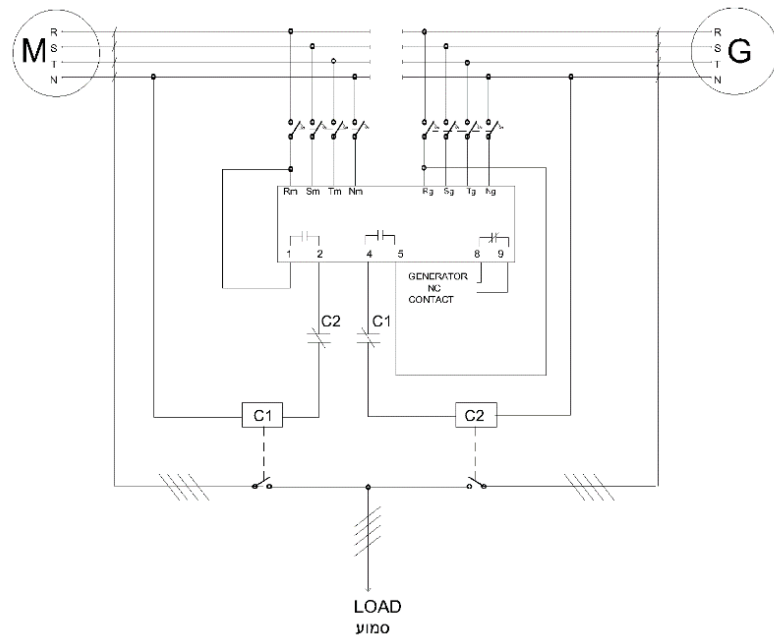 M
R
S
T
N
G
R
S
T
N
Rm Sm Tm Nm
Rg Sg Tg Ng
1 2 4 5 8 9
GENERATOR
NC
CONTACT
C2
C1
C1
C2
LOAD
עומס